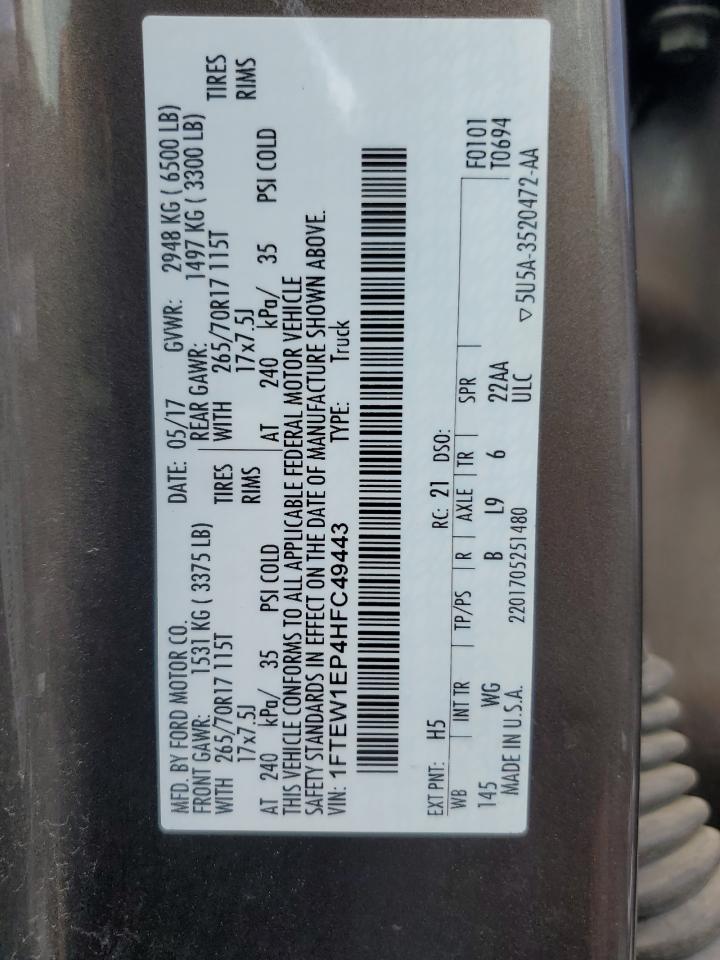 MFD. BY FORD MOTOR CO.
DATE: 05/17 GVWR: 2948 KG ( 6500 LB)
FRONT GAWR: 1531 KG ( 3375 LB) REAR GAWR: 1497 KG ( 3300 LB)
WITH 265/70R17 115T TIRES WITH 265/70R17 115T TIRES
17x7.5J RIMS 17x7.5J RIMS
AT 240 kPa/ 35 PSI COLD AT 240 kPa/ 35 PSI COLD
THIS VEHICLE CONFORMS TO ALL APPLICABLE FEDERAL MOTOR VEHICLE
SAFETY STANDARDS IN EFFECT ON THE DATE OF MANUFACTURE SHOWN ABOVE.
VIN: 1FTEW1EP4HFC49443 TYPE: Truck
EXT PNT: H5 RC: 21 DSO:
F0101
T0694
WB INT TR TP/PS R AXLE TR SPR
145 WG B L9 6 22AA
MADE IN U.S.A. 2201705251480 ULC
▽5U5A-3520472-AA